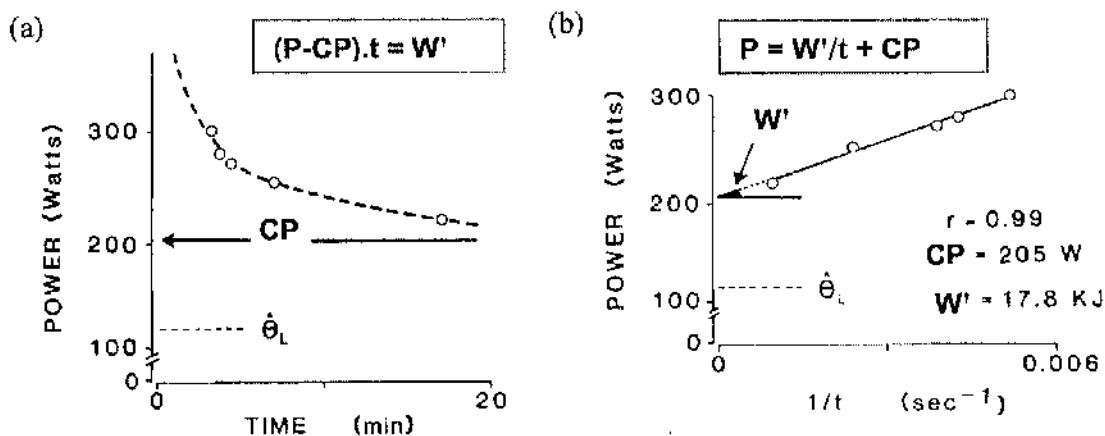 (a)
(P-CP).t = W'
POWER (Watts)
300
200
100
0
CP
θ̂L
0
20
TIME (min)
(b)
P = W'/t + CP
POWER (Watts)
300
200
100
0
W'
r = 0.99
CP = 205 W
θ̂L
W' = 17.8 KJ
0
0.006
1/t (sec⁻¹)